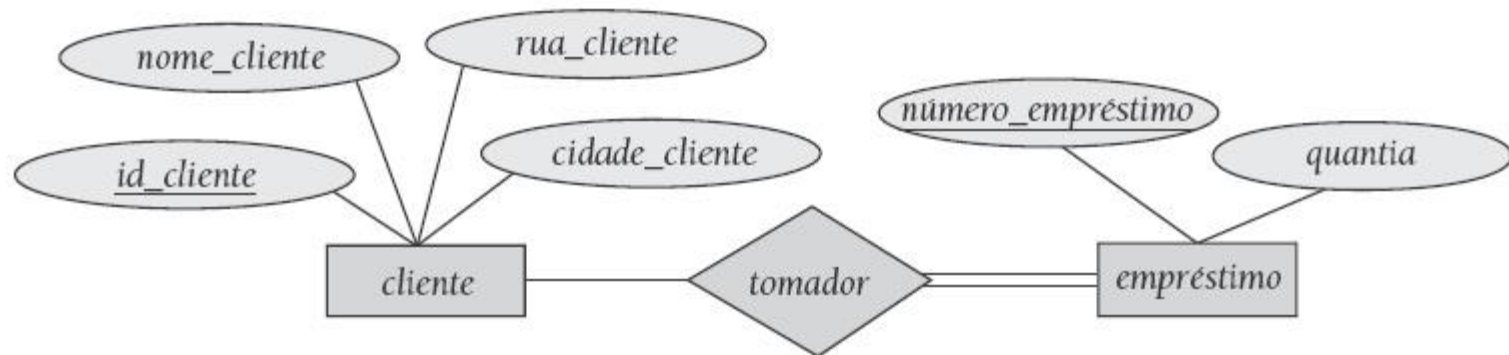 nome_cliente
rua_cliente
id_cliente
cidade_cliente
número_empréstimo
quantia
cliente
tomador
empréstimo